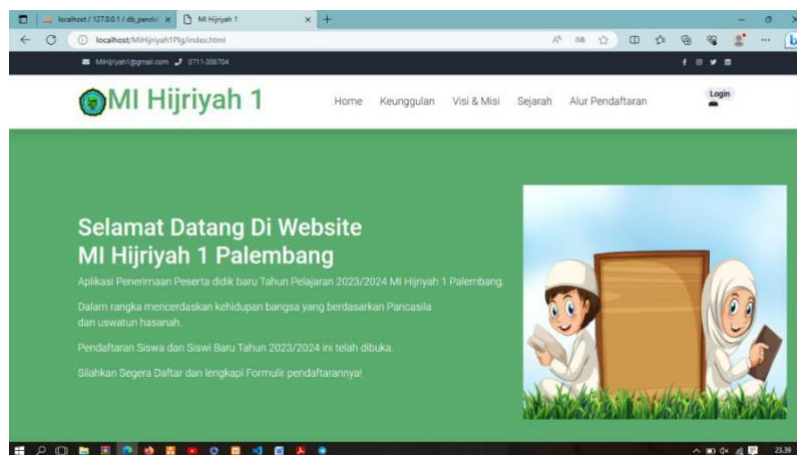 localhost / 127.0.0.1 / db_pendaf
MI Hijriyah 1
localhost/MiHijriyah1Plg/index.html
MiHijriyah1@gmail.com 0711-356704
MI Hijriyah 1
Home Keunggulan Visi & Misi Sejarah Alur Pendaftaran
Login
Selamat Datang Di Website
MI Hijriyah 1 Palembang
Aplikasi Penerimaan Peserta didik baru Tahun Pelajaran 2023/2024 MI Hijriyah 1 Palembang.
Dalam rangka mencerdaskan kehidupan bangsa yang berdasarkan Pancasila
dan uswatun hasanah.
Pendaftaran Siswa dan Siswi Baru Tahun 2023/2024 ini telah dibuka.
Silahkan Segera Daftar dan lengkapi Formulir pendaftarannya!
23.39